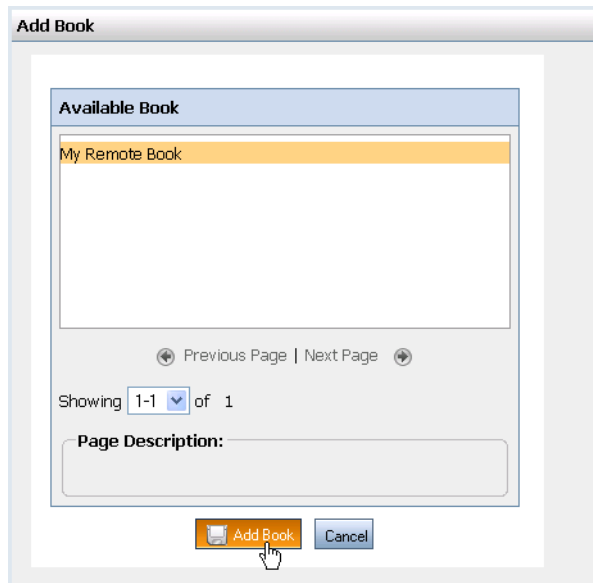 Add Book
Available Book
My Remote Book
Previous Page | Next Page
Showing 1-1 of 1
Page Description:
Add Book Cancel